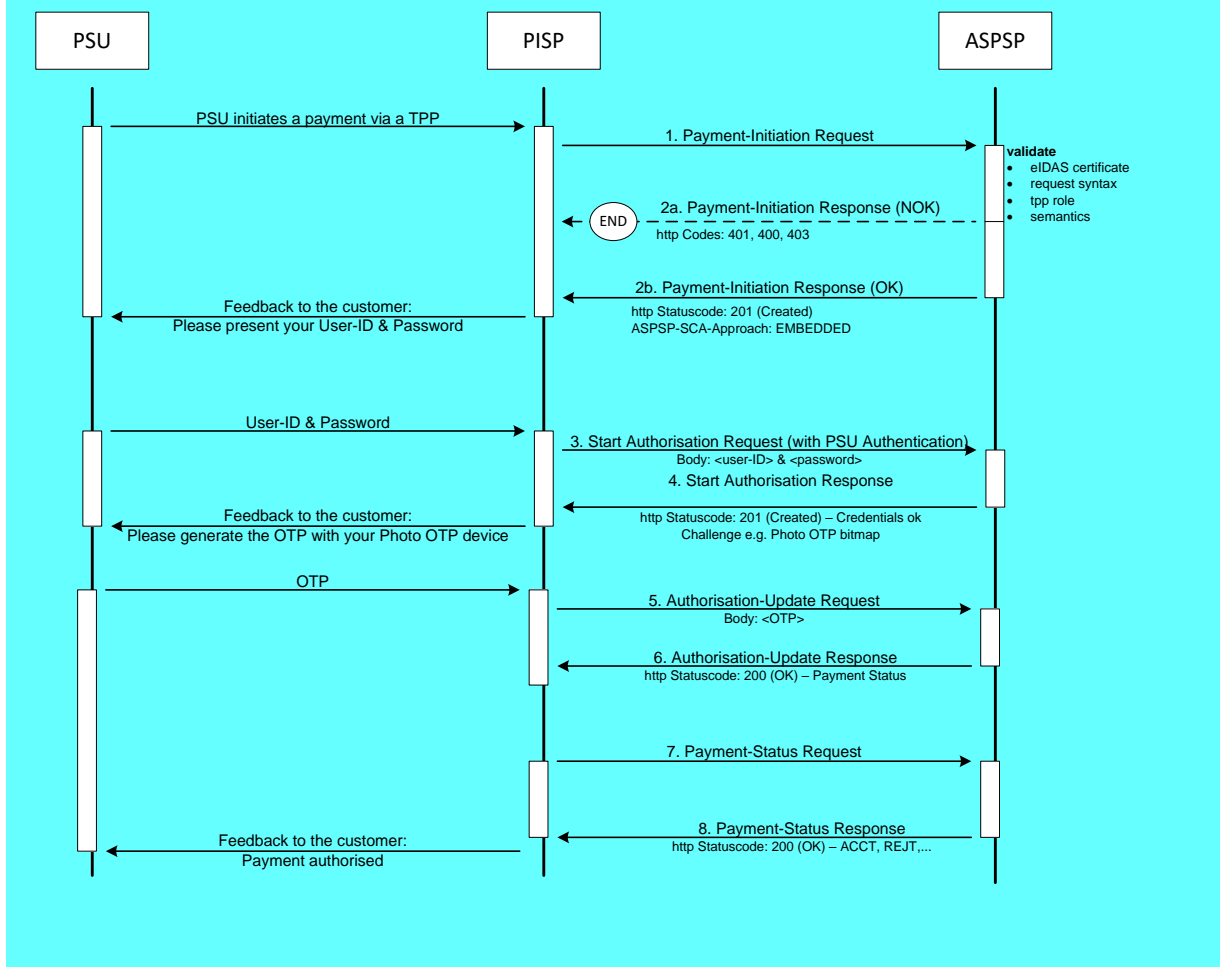 PSU
PISP
ASPSP
PSU initiates a payment via a TPP
1. Payment-Initiation Request
validate
• eIDAS certificate
• request syntax
• tpp role
• semantics
2a. Payment-Initiation Response (NOK)
END
http Codes: 401, 400, 403
2b. Payment-Initiation Response (OK)
http Statuscode: 201 (Created)
ASPSP-SCA-Approach: EMBEDDED
Feedback to the customer:
Please present your User-ID & Password
User-ID & Password
3. Start Authorisation Request (with PSU Authentication)
Body: <user-ID> & <password>
4. Start Authorisation Response
http Statuscode: 201 (Created) – Credentials ok
Challenge e.g. Photo OTP bitmap
Feedback to the customer:
Please generate the OTP with your Photo OTP device
OTP
5. Authorisation-Update Request
Body: <OTP>
6. Authorisation-Update Response
http Statuscode: 200 (OK) – Payment Status
7. Payment-Status Request
8. Payment-Status Response
http Statuscode: 200 (OK) – ACCT, REJT,...
Feedback to the customer:
Payment authorised